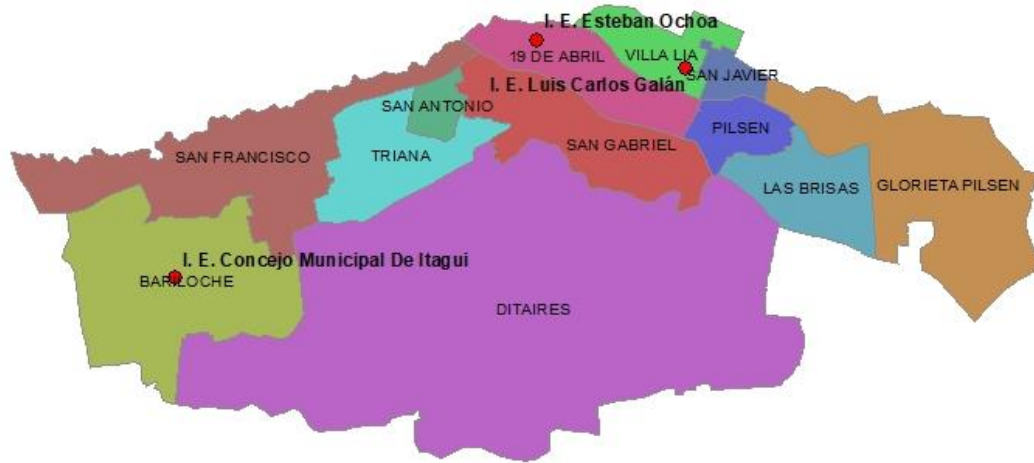 I. E. Esteban Ochoa
19 DE ABRIL
VILLA LIA
SAN JAVIER
I. E. Luis Carlos Galán
SAN ANTONIO
PILSEN
SAN FRANCISCO
TRIANA
SAN GABRIEL
LAS BRISAS
GLORIETA PILSEN
I. E. Concejo Municipal De Itagui
BARILOCHE
DITAIRES